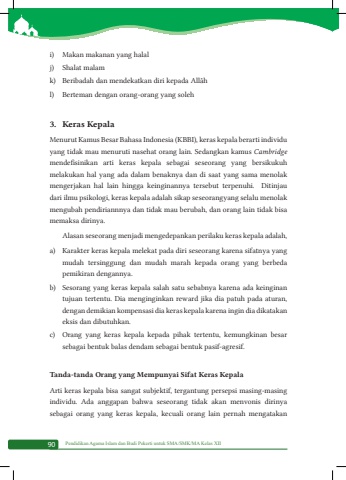 i) Makan makanan yang halal
j) Shalat malam
k) Beribadah dan mendekatkan diri kepada Allāh
l) Berteman dengan orang-orang yang soleh
3. Keras Kepala
Menurut Kamus Besar Bahasa Indonesia (KBBI), keras kepala berarti individu
yang tidak mau menuruti nasehat orang lain. Sedangkan kamus Cambridge
mendefisinikan arti keras kepala sebagai seseorang yang bersikukuh
melakukan hal yang ada dalam benaknya dan di saat yang sama menolak
mengerjakan hal lain hingga keinginannya tersebut terpenuhi. Ditinjau
dari ilmu psikologi, keras kepala adalah sikap seseorangyang selalu menolak
mengubah pendiriannnya dan tidak mau berubah, dan orang lain tidak bisa
memaksa dirinya.
Alasan seseorang menjadi mengedepankan perilaku keras kepala adalah,
a) Karakter keras kepala melekat pada diri seseorang karena sifatnya yang
mudah tersinggung dan mudah marah kepada orang yang berbeda
pemikiran dengannya.
b) Sesorang yang keras kepala salah satu sebabnya karena ada keinginan
tujuan tertentu. Dia menginginkan reward jika dia patuh pada aturan,
dengan demikian kompensasi dia keras kepala karena ingin dia dikatakan
eksis dan dibutuhkan.
c) Orang yang keras kepala kepada pihak tertentu, kemungkinan besar
sebagai bentuk balas dendam sebagai bentuk pasif-agresif.
Tanda-tanda Orang yang Mempunyai Sifat Keras Kepala
Arti keras kepala bisa sangat subjektif, tergantung persepsi masing-masing
individu. Ada anggapan bahwa seseorang tidak akan menvonis dirinya
sebagai orang yang keras kepala, kecuali orang lain pernah mengatakan
90 Pendidikan Agama Islam dan Budi Pekerti untuk SMA/SMK/MA Kelas XII